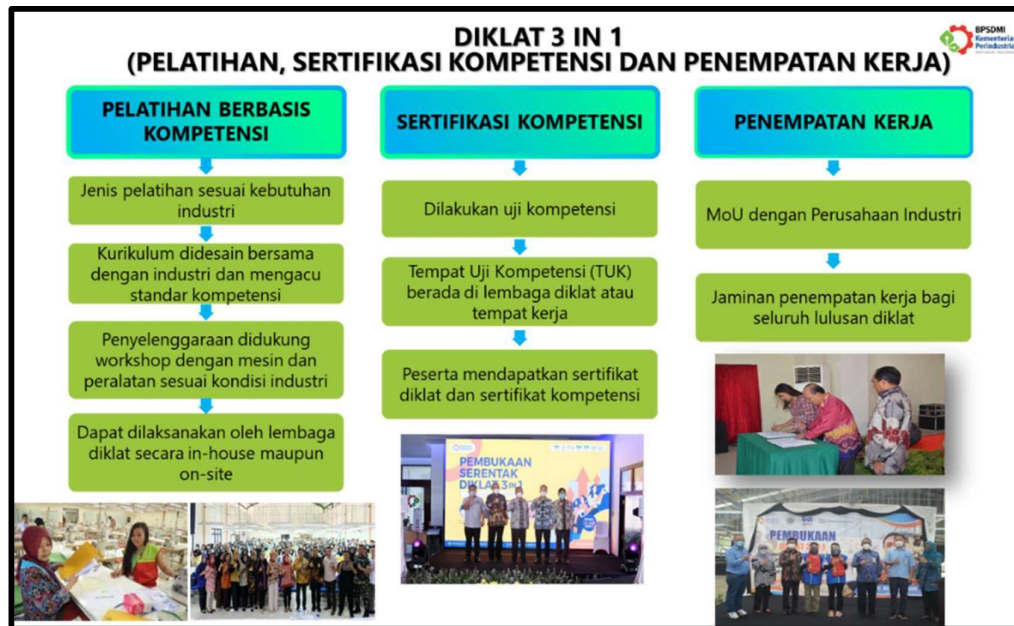 DIKLAT 3 IN 1
(PELATIHAN, SERTIFIKASI KOMPETENSI DAN PENEMPATAN KERJA)
BPSDMI
Kementerian
Perindustrian
PELATIHAN BERBASIS
KOMPETENSI
Jenis pelatihan sesuai kebutuhan
industri
Kurikulum didesain bersama
dengan industri dan mengacu
standar kompetensi
Penyelenggaraan didukung
workshop dengan mesin dan
peralatan sesuai kondisi industri
Dapat dilaksanakan oleh lembaga
diklat secara in-house maupun
on-site
SERTIFIKASI KOMPETENSI
Dilakukan uji kompetensi
Tempat Uji Kompetensi (TUK)
berada di lembaga diklat atau
tempat kerja
Peserta mendapatkan sertifikat
diklat dan sertifikat kompetensi
PEMBUKAAN
SERENTAK
DIKLAT 3 IN 1
PENEMPATAN KERJA
MoU dengan Perusahaan Industri
Jaminan penempatan kerja bagi
seluruh lulusan diklat
PEMBUKAAN